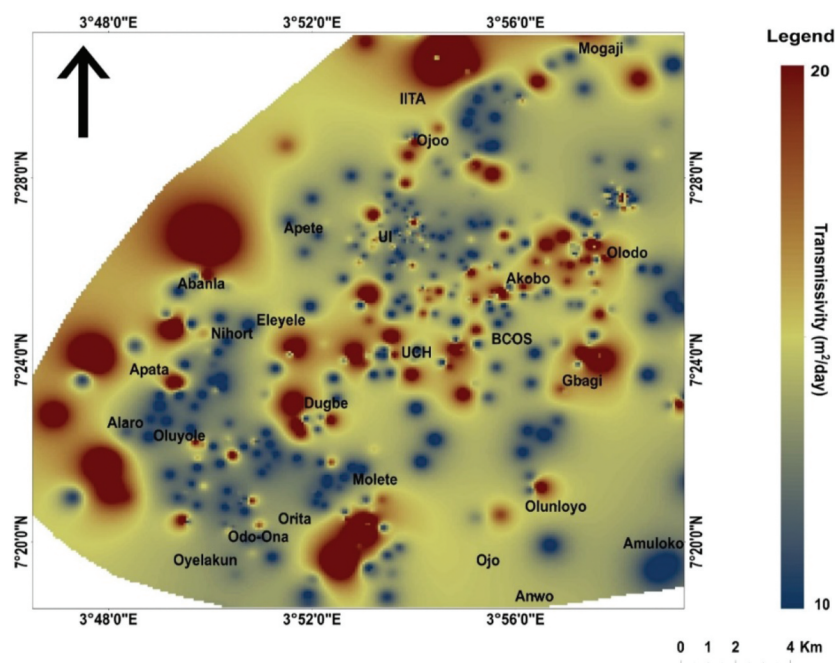 3°48'0"E 3°52'0"E 3°56'0"E
Legend
Mogaji
20
IITA
Ojoo
7°28'0"N 7°28'0"N
Apete
UI
Olodo
Abanla
Akobo
Transmissivity (m²/day)
Eleyele
Nihort
BCOS
7°24'0"N 7°24'0"N
UCH
Apata
Gbagi
Dugbe
Alaro
Oluyole
Molete
Olunloyo
Orita
Odo-Ona
7°20'0"N 7°20'0"N
Amuloko
Oyelakun
Ojo
Anwo
10
3°48'0"E 3°52'0"E 3°56'0"E
0 1 2 4 Km